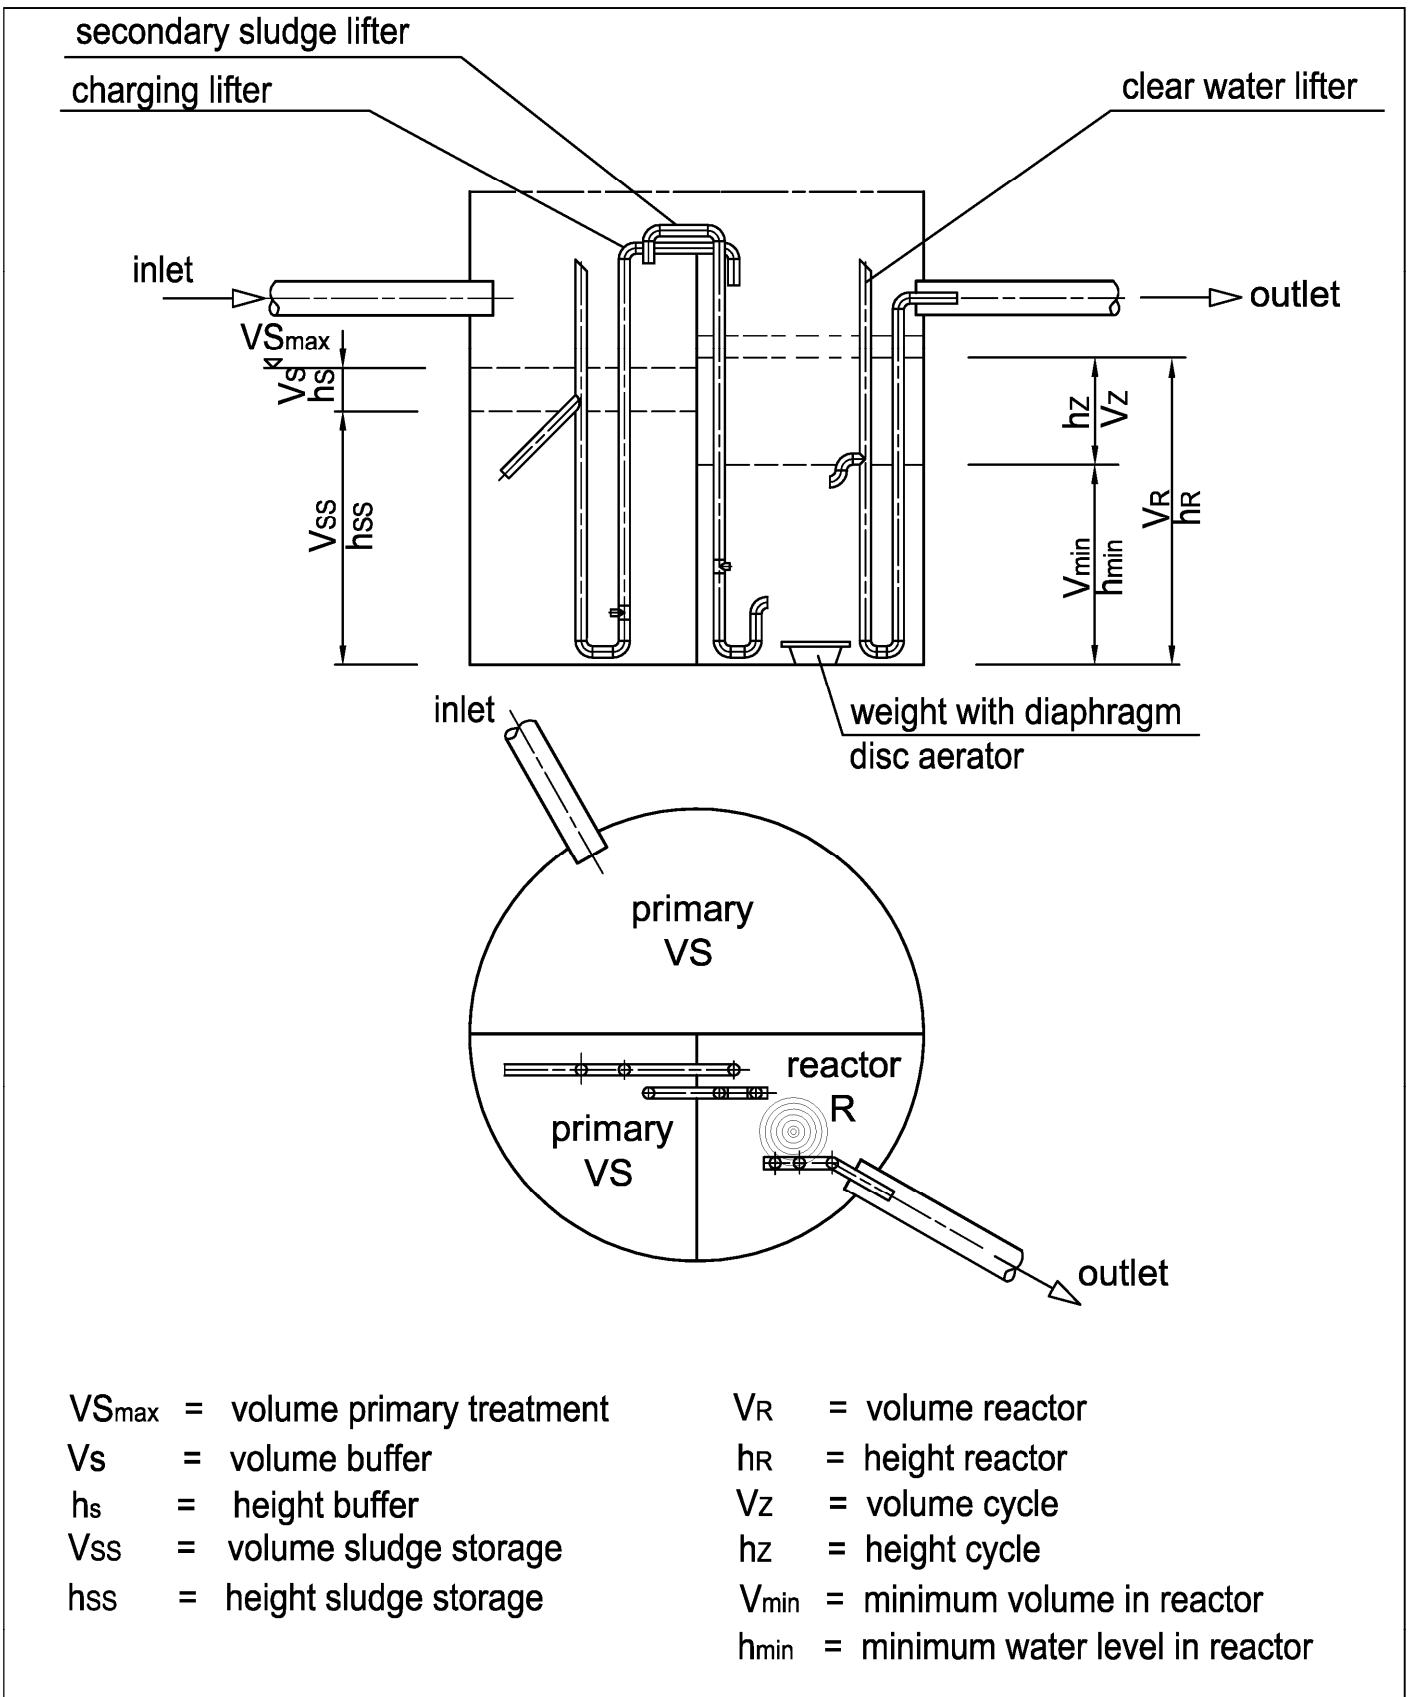 secondary sludge lifter
charging lifter
clear water lifter
inlet
outlet
VSmax
Vs
hs
Vss
hss
hz
Vz
VR
hR
Vmin
hmin
weight with diaphragm
disc aerator
inlet
primary
VS
reactor
R
primary
VS
outlet
VSmax = volume primary treatment
Vs = volume buffer
hs = height buffer
Vss = volume sludge storage
hss = height sludge storage
VR = volume reactor
hR = height reactor
Vz = volume cycle
hz = height cycle
Vmin = minimum volume in reactor
hmin = minimum water level in reactor